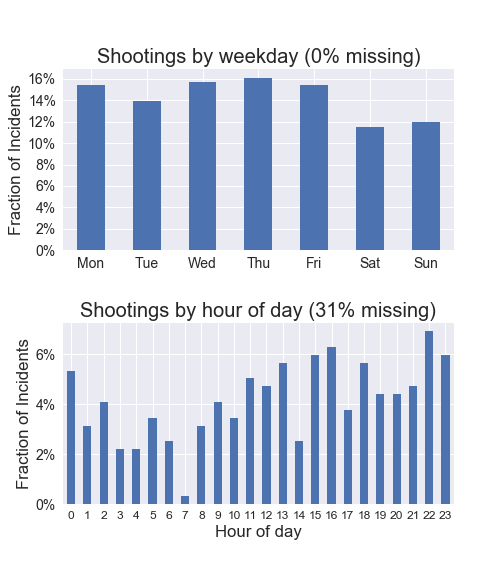 Shootings by weekday (0% missing)
Fraction of Incidents
16%
14%
12%
10%
8%
6%
4%
2%
0%
Mon Tue Wed Thu Fri Sat Sun
Shootings by hour of day (31% missing)
Fraction of Incidents
6%
4%
2%
0%
0 1 2 3 4 5 6 7 8 9 10 11 12 13 14 15 16 17 18 19 20 21 22 23
Hour of day